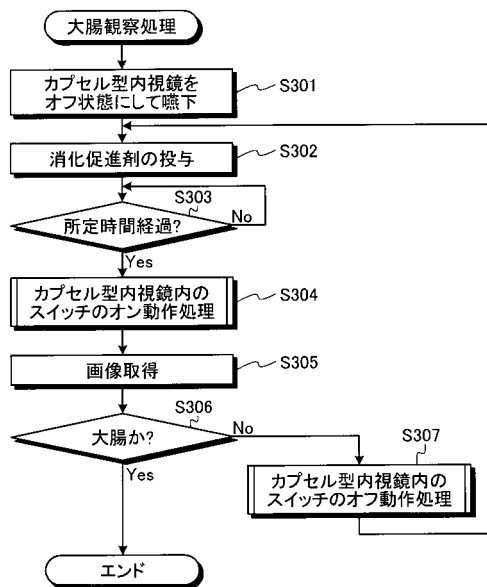 大腸観察処理
カプセル型内視鏡を
オフ状態にして嚥下
S301
消化促進剤の投与
S302
S303
所定時間経過?
No
Yes
カプセル型内視鏡内の
スイッチのオン動作処理
S304
画像取得
S305
S306
大腸か?
No
Yes
S307
カプセル型内視鏡内の
スイッチのオフ動作処理
エンド